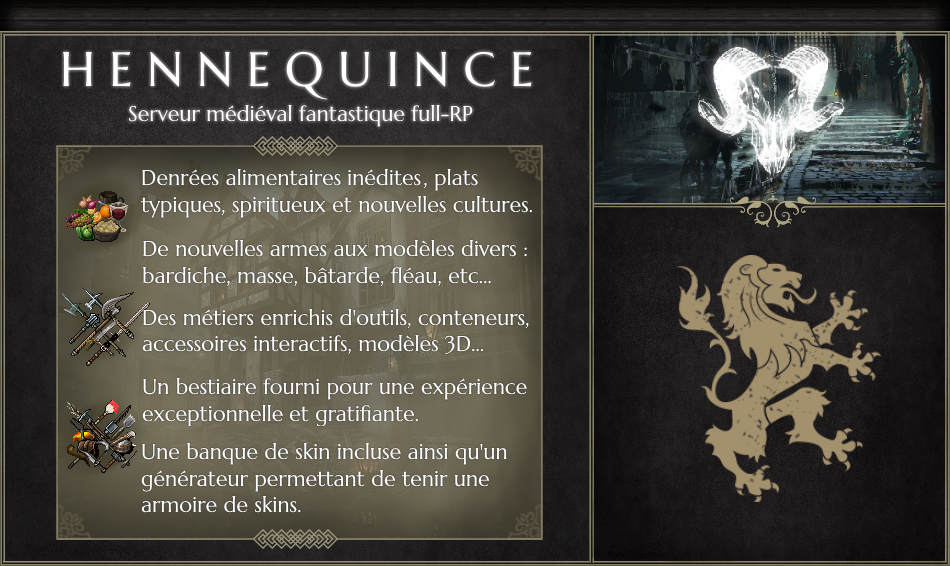 HENNEQUINCE
Serveur médiéval fantastique full-RP
Denrées alimentaires inédites, plats
typiques, spiritueux et nouvelles cultures.
De nouvelles armes aux modèles divers :
bardiche, masse, bâtarde, fléau, etc...
Des métiers enrichis d'outils, conteneurs,
accessoires interactifs, modèles 3D...
Un bestiaire fourni pour une expérience
exceptionnelle et gratifiante.
Une banque de skin incluse ainsi qu'un
générateur permettant de tenir une
armoire de skins.